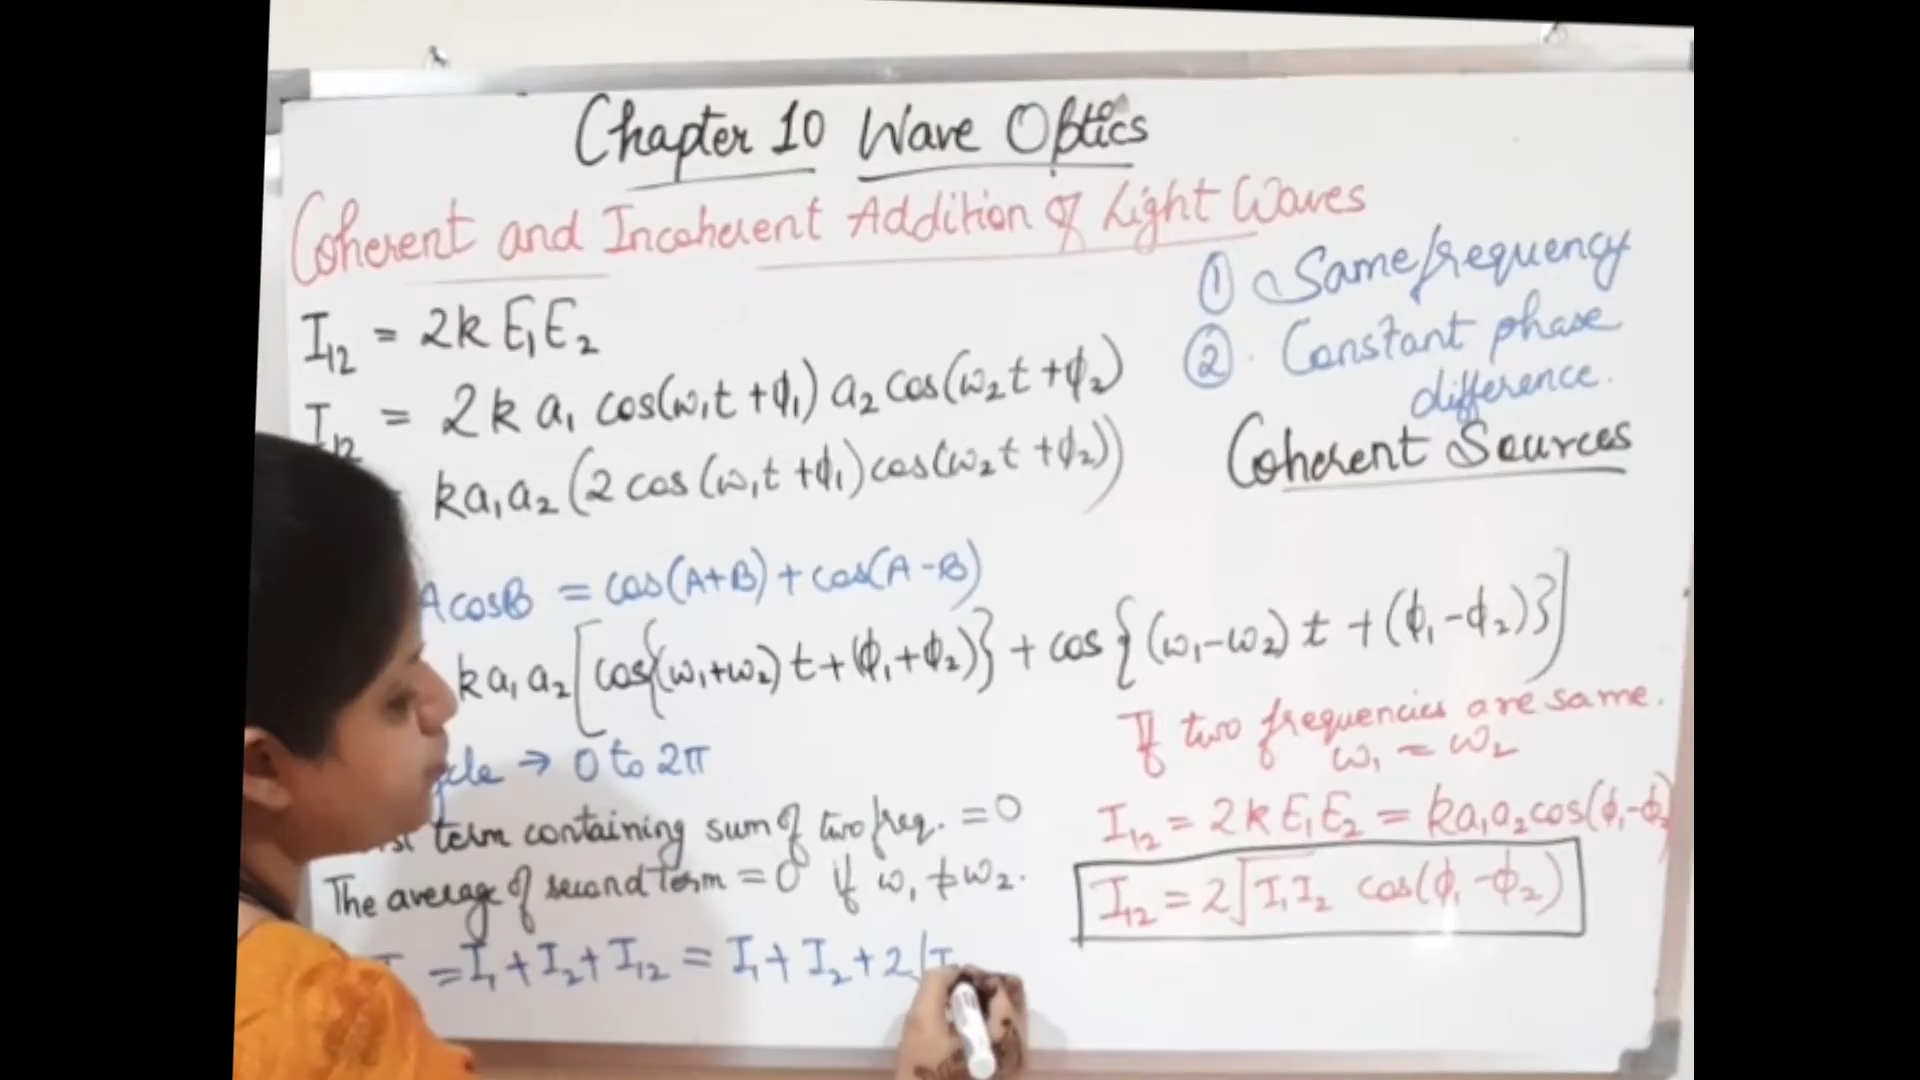 Chapter 10 Wave Optics
Coherent and Incoherent Addition of Light Waves
① Same frequency
② Constant phase
difference.
Coherent Sources
I₁₂ = 2k E₁E₂
I₁₂ = 2k a₁ cos(ω₁t + ϕ₁) a₂ cos(ω₂t + ϕ₂)
ka₁a₂ (2 cos (ω₁t + ϕ₁) cos(ω₂t + ϕ₂))
A cosB = cos(A+B) + cos(A-B)
ka₁a₂ [cos{(ω₁+ω₂)t + (ϕ₁+ϕ₂)} + cos{(ω₁-ω₂)t + (ϕ₁-ϕ₂)}]
→ 0 to 2π
term containing sum of two freq. = 0
The average of second term = 0 if ω₁ ≠ ω₂.
= I₁ + I₂ + I₁₂ = I₁ + I₂ + 2√I
If two frequencies are same.
ω₁ = ω₂
I₁₂ = 2k E₁E₂ = ka₁a₂ cos(ϕ₁-ϕ₂
I₁₂ = 2√I₁I₂ cos(ϕ₁-ϕ₂)